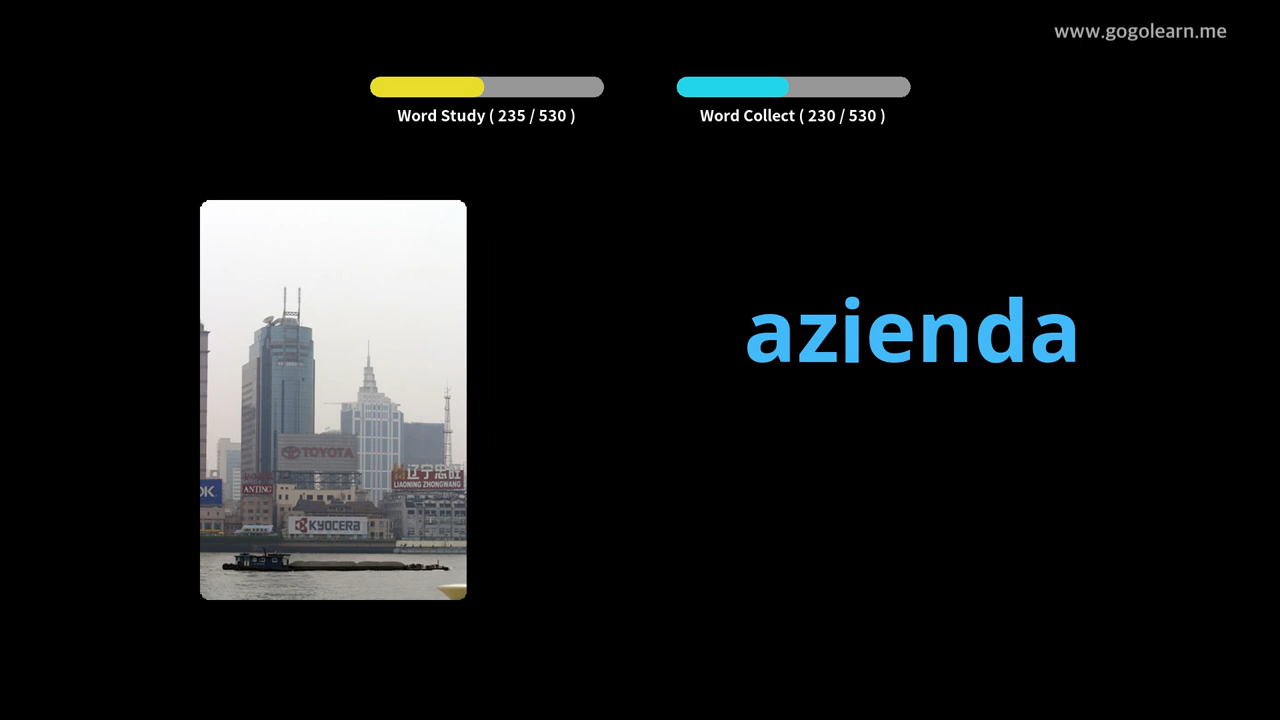 www.gogolearn.me
Word Study ( 235 / 530 )
Word Collect ( 230 / 530 )
azienda
TOYOTA
辽宁忠旺
LIAONING ZHONGWANG
OK
ANTING
KYOCERA